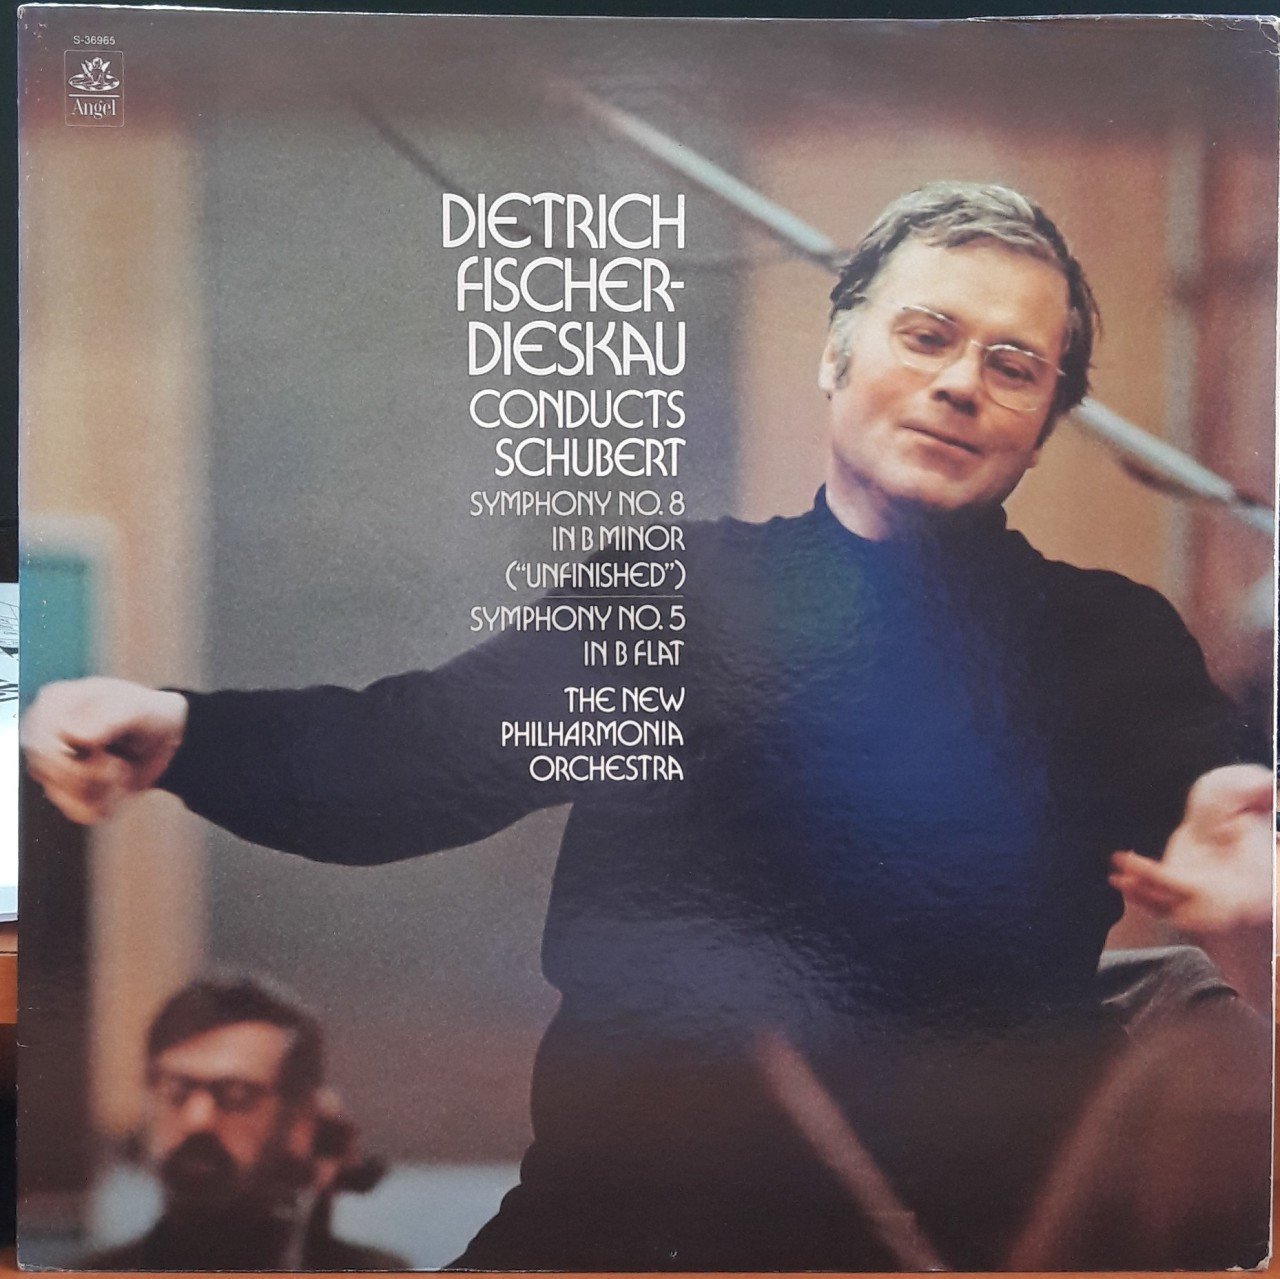 S-36965
Angel
DIETRICH
FISCHER-
DIESKAU
CONDUCTS
SCHUBERT
SYMPHONY NO. 8
IN B MINOR
("UNFINISHED")
SYMPHONY NO. 5
IN B FLAT
THE NEW
PHILHARMONIA
ORCHESTRA